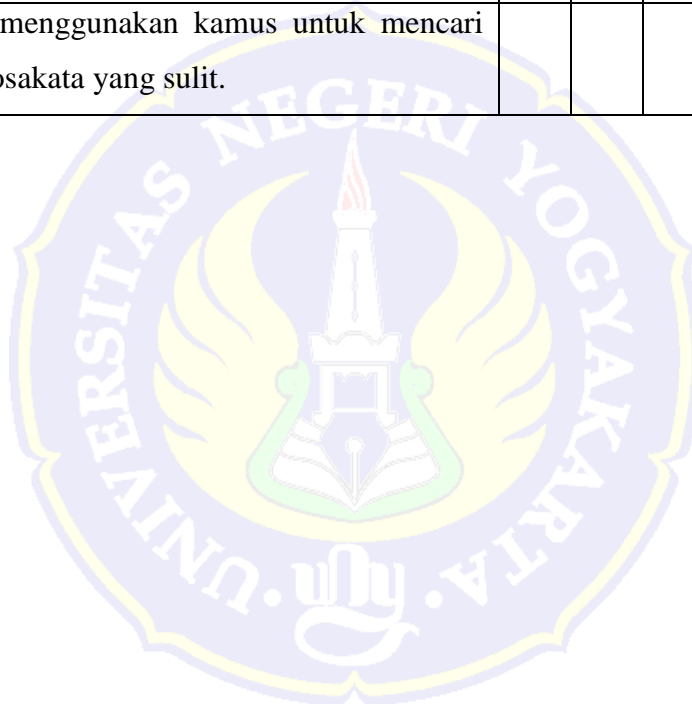 menggunakan kamus untuk mencari
osakata yang sulit.
UNIVERSITAS NEGERI YOGYAKARTA
uny